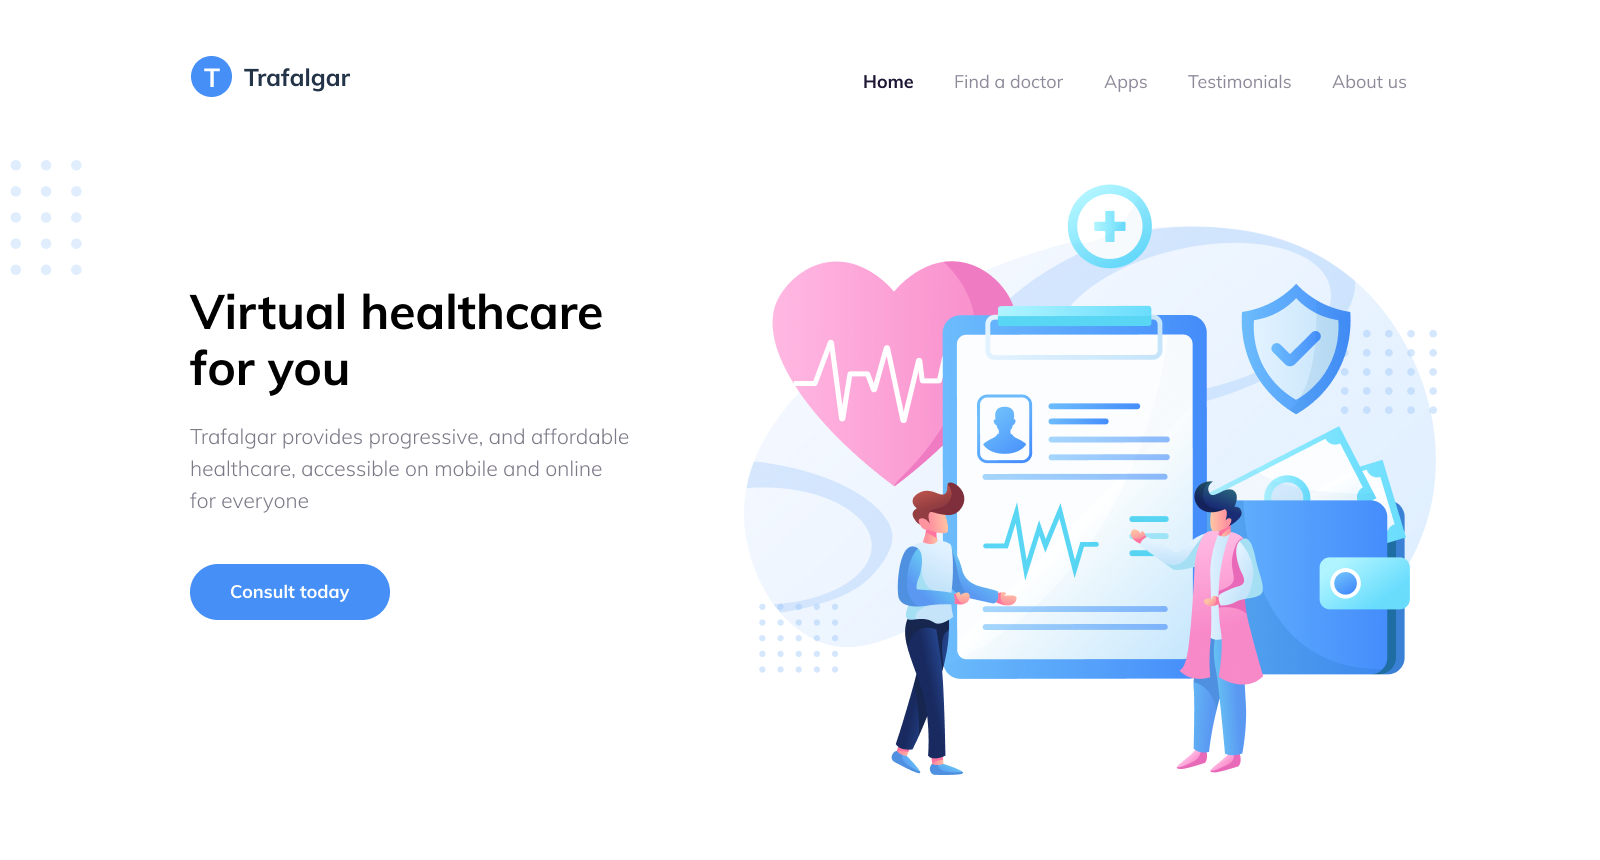 T Trafalgar
Home Find a doctor Apps Testimonials About us
Virtual healthcare
for you
Trafalgar provides progressive, and affordable
healthcare, accessible on mobile and online
for everyone
Consult today